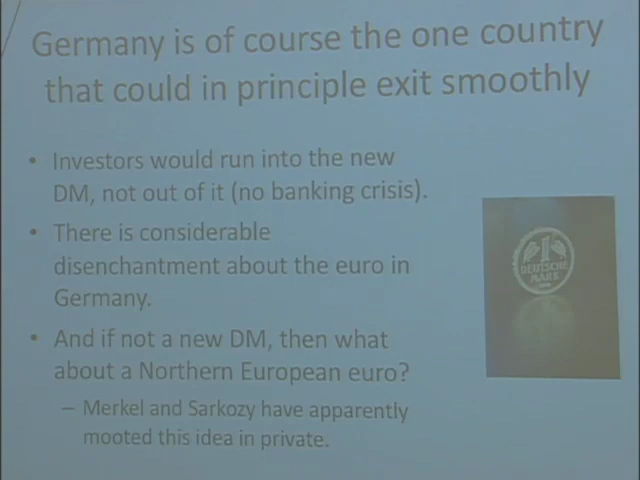 Germany is of course the one country
that could in principle exit smoothly
• Investors would run into the new
DM, not out of it (no banking crisis).
• There is considerable
disenchantment about the euro in
Germany.
• And if not a new DM, then what
about a Northern European euro?
– Merkel and Sarkozy have apparently
mooted this idea in private.
1
DEUTSCHE
MARK